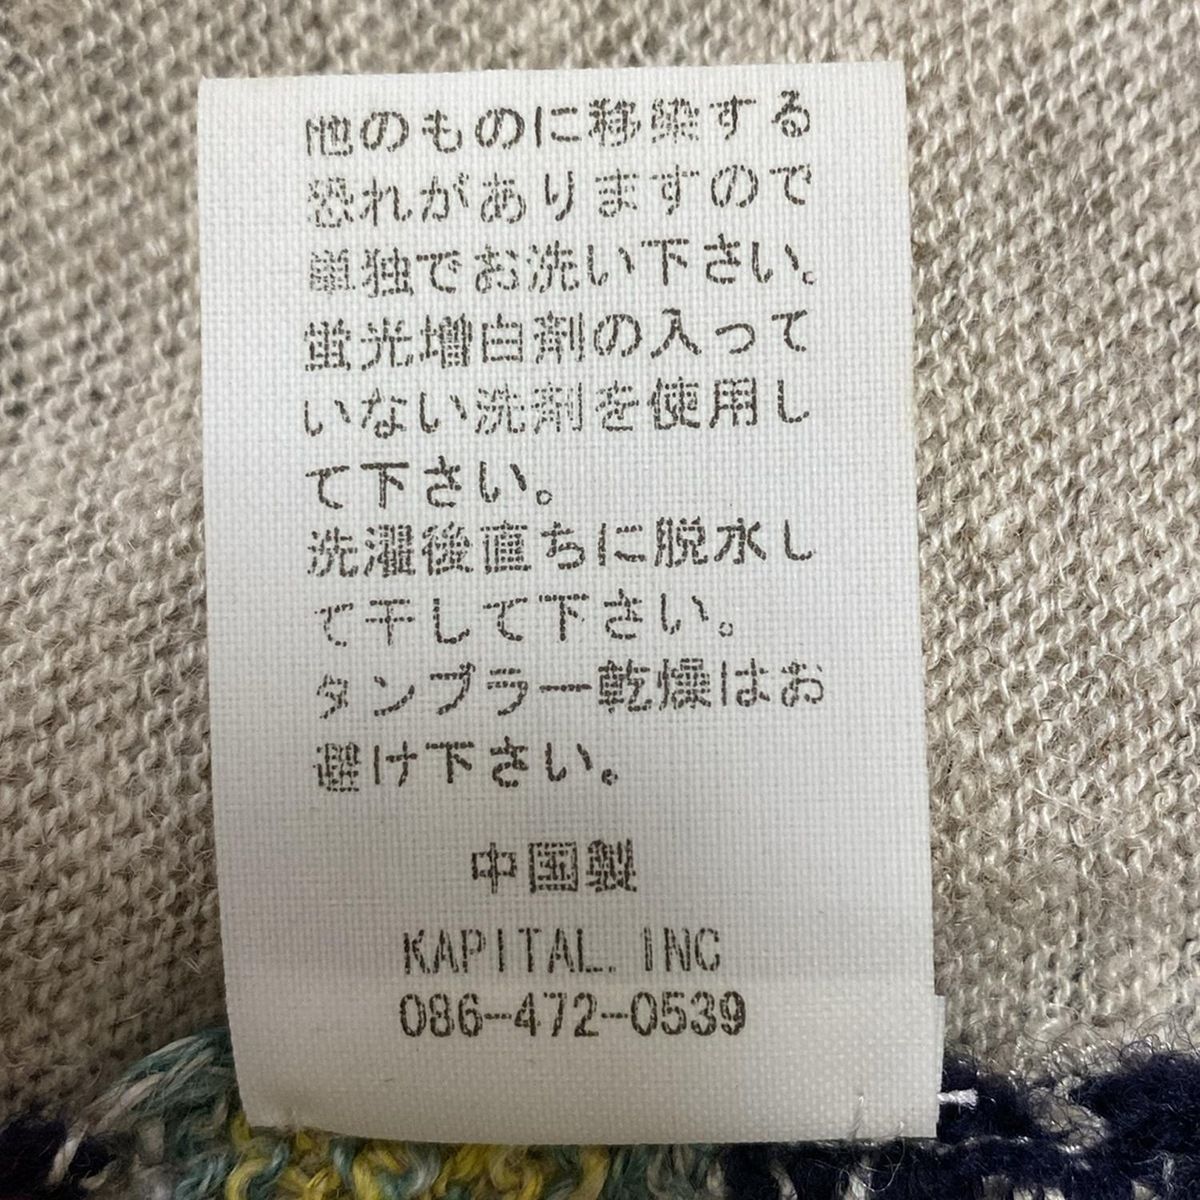 他のものに移染する
恐れがありますので
単独でお洗い下さい。
蛍光増白剤の入って
いない洗剤を使用し
て下さい。
洗濯後直ちに脱水し
て干して下さい。
タンブラー乾燥はお
避け下さい。
中国製
KAPITAL. INC
086-472-0539